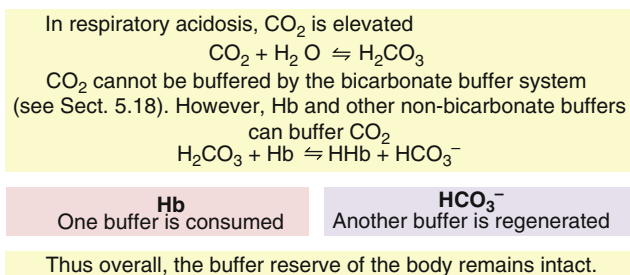 In respiratory acidosis, CO₂ is elevated
CO₂ + H₂ O ⇋ H₂CO₃
CO₂ cannot be buffered by the bicarbonate buffer system
(see Sect. 5.18). However, Hb and other non-bicarbonate buffers
can buffer CO₂
H₂CO₃ + Hb ⇋ HHb + HCO₃⁻
Hb
One buffer is consumed
HCO₃⁻
Another buffer is regenerated
Thus overall, the buffer reserve of the body remains intact.